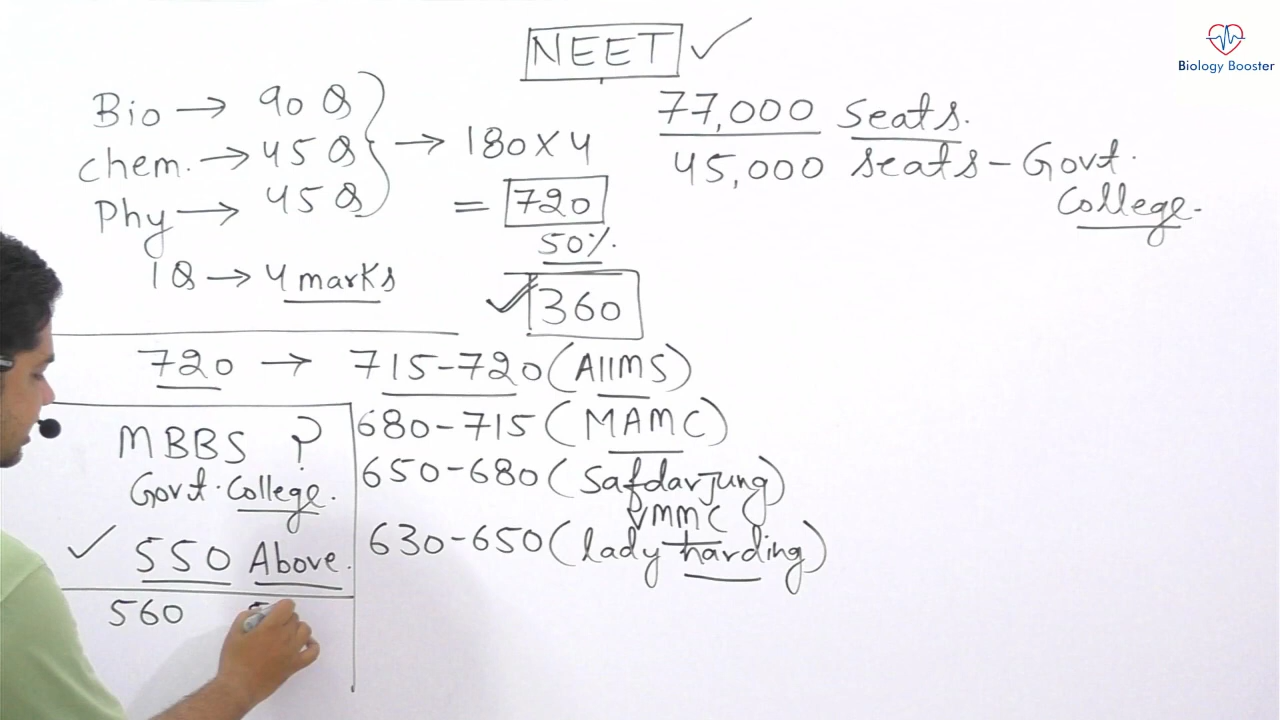 NEET
Biology Booster
Bio → 90 Q
Chem. → 45 Q
Phy → 45 Q
→ 180 X 4
= 720
50%
360
1 Q → 4 marks
77,000 Seats.
45,000 seats - Govt.
College.
720 → 715-720 (AIIMS)
680-715 (MAMC)
650-680 (Safdarjung)
VMMC
630-650 (lady harding)
MBBS ?
Govt. College.
550 Above.
560